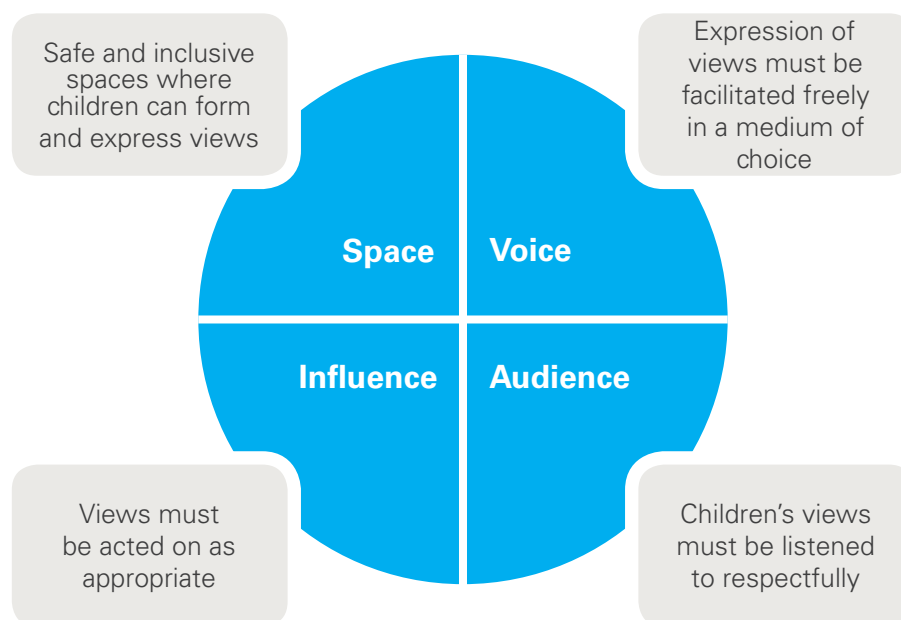 Safe and inclusive
spaces where
children can form
and express views
Expression of
views must be
facilitated freely
in a medium of
choice
Space
Voice
Influence
Audience
Views must
be acted on as
appropriate
Children’s views
must be listened
to respectfully